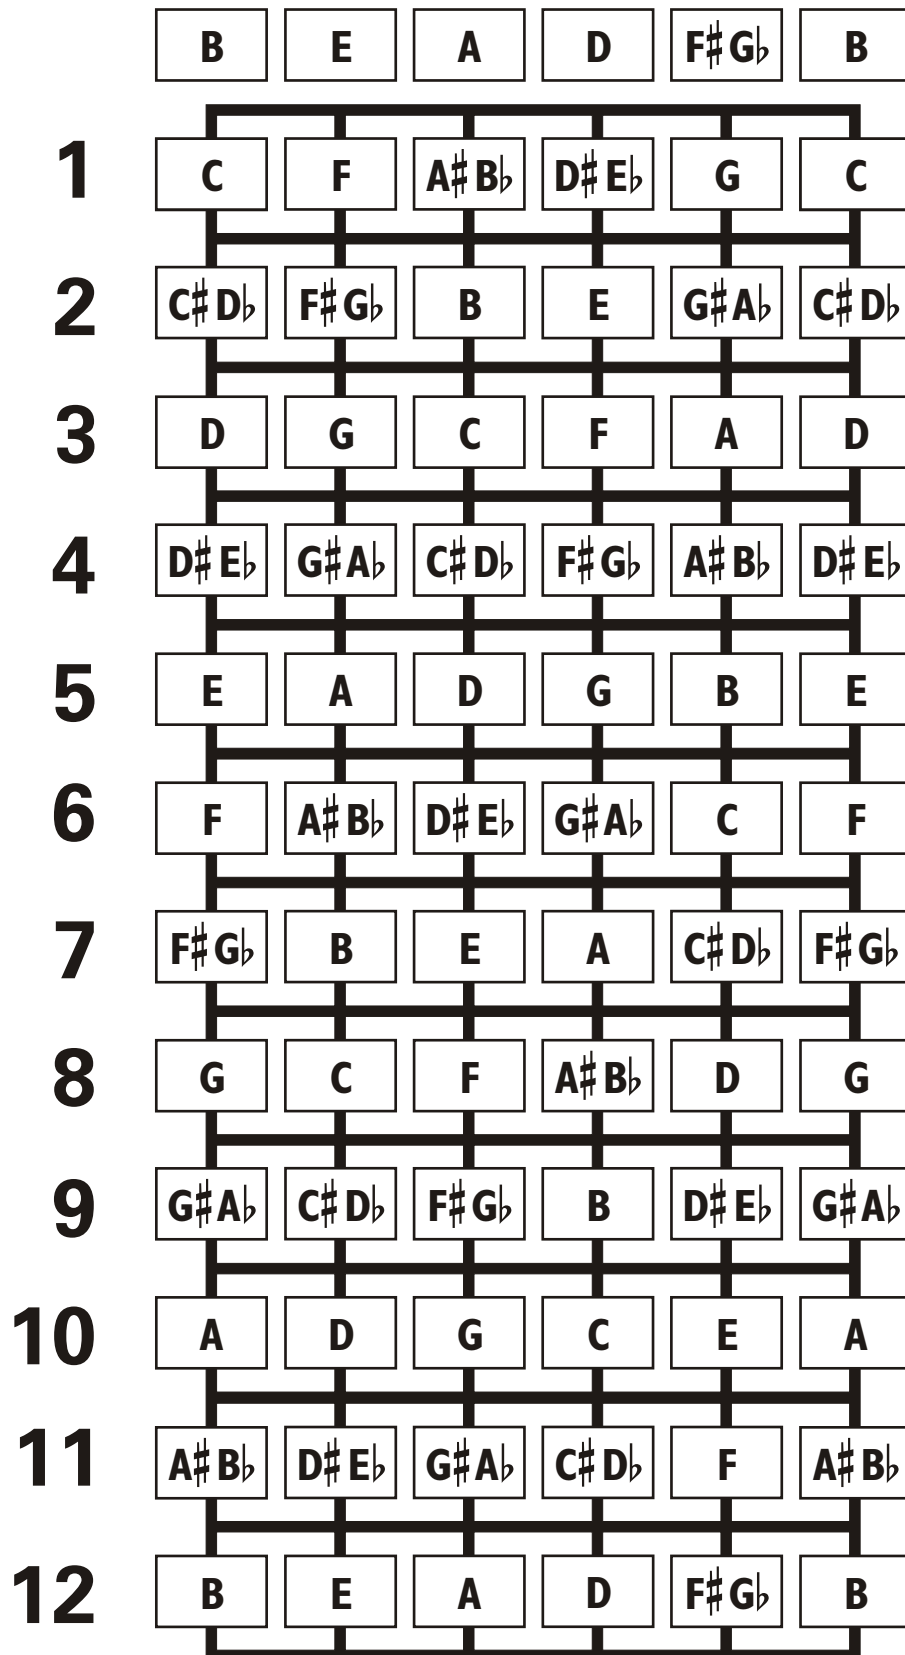 B E A D F♯G♭ B
1 C F A♯B♭ D♯E♭ G C
2 C♯D♭ F♯G♭ B E G♯A♭ C♯D♭
3 D G C F A D
4 D♯E♭ G♯A♭ C♯D♭ F♯G♭ A♯B♭ D♯E♭
5 E A D G B E
6 F A♯B♭ D♯E♭ G♯A♭ C F
7 F♯G♭ B E A C♯D♭ F♯G♭
8 G C F A♯B♭ D G
9 G♯A♭ C♯D♭ F♯G♭ B D♯E♭ G♯A♭
10 A D G C E A
11 A♯B♭ D♯E♭ G♯A♭ C♯D♭ F A♯B♭
12 B E A D F♯G♭ B